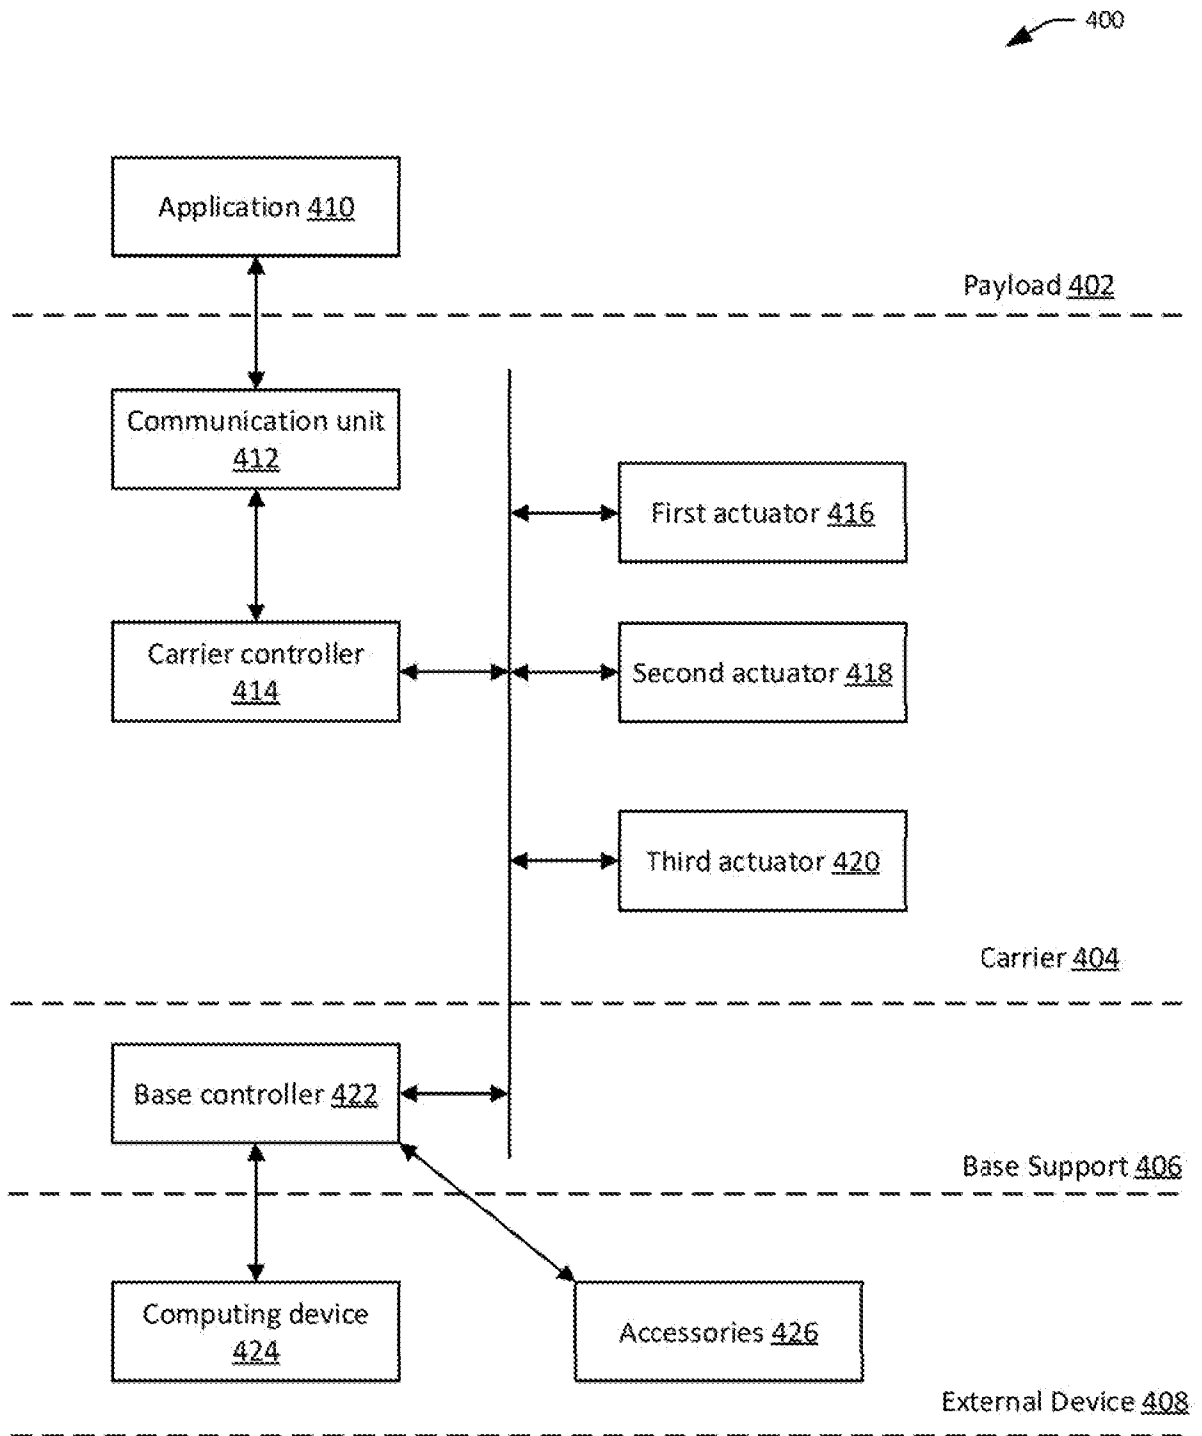 400
Application 410
Payload 402
Communication unit
412
First actuator 416
Carrier controller
414
Second actuator 418
Third actuator 420
Carrier 404
Base controller 422
Base Support 406
Computing device
424
Accessories 426
External Device 408